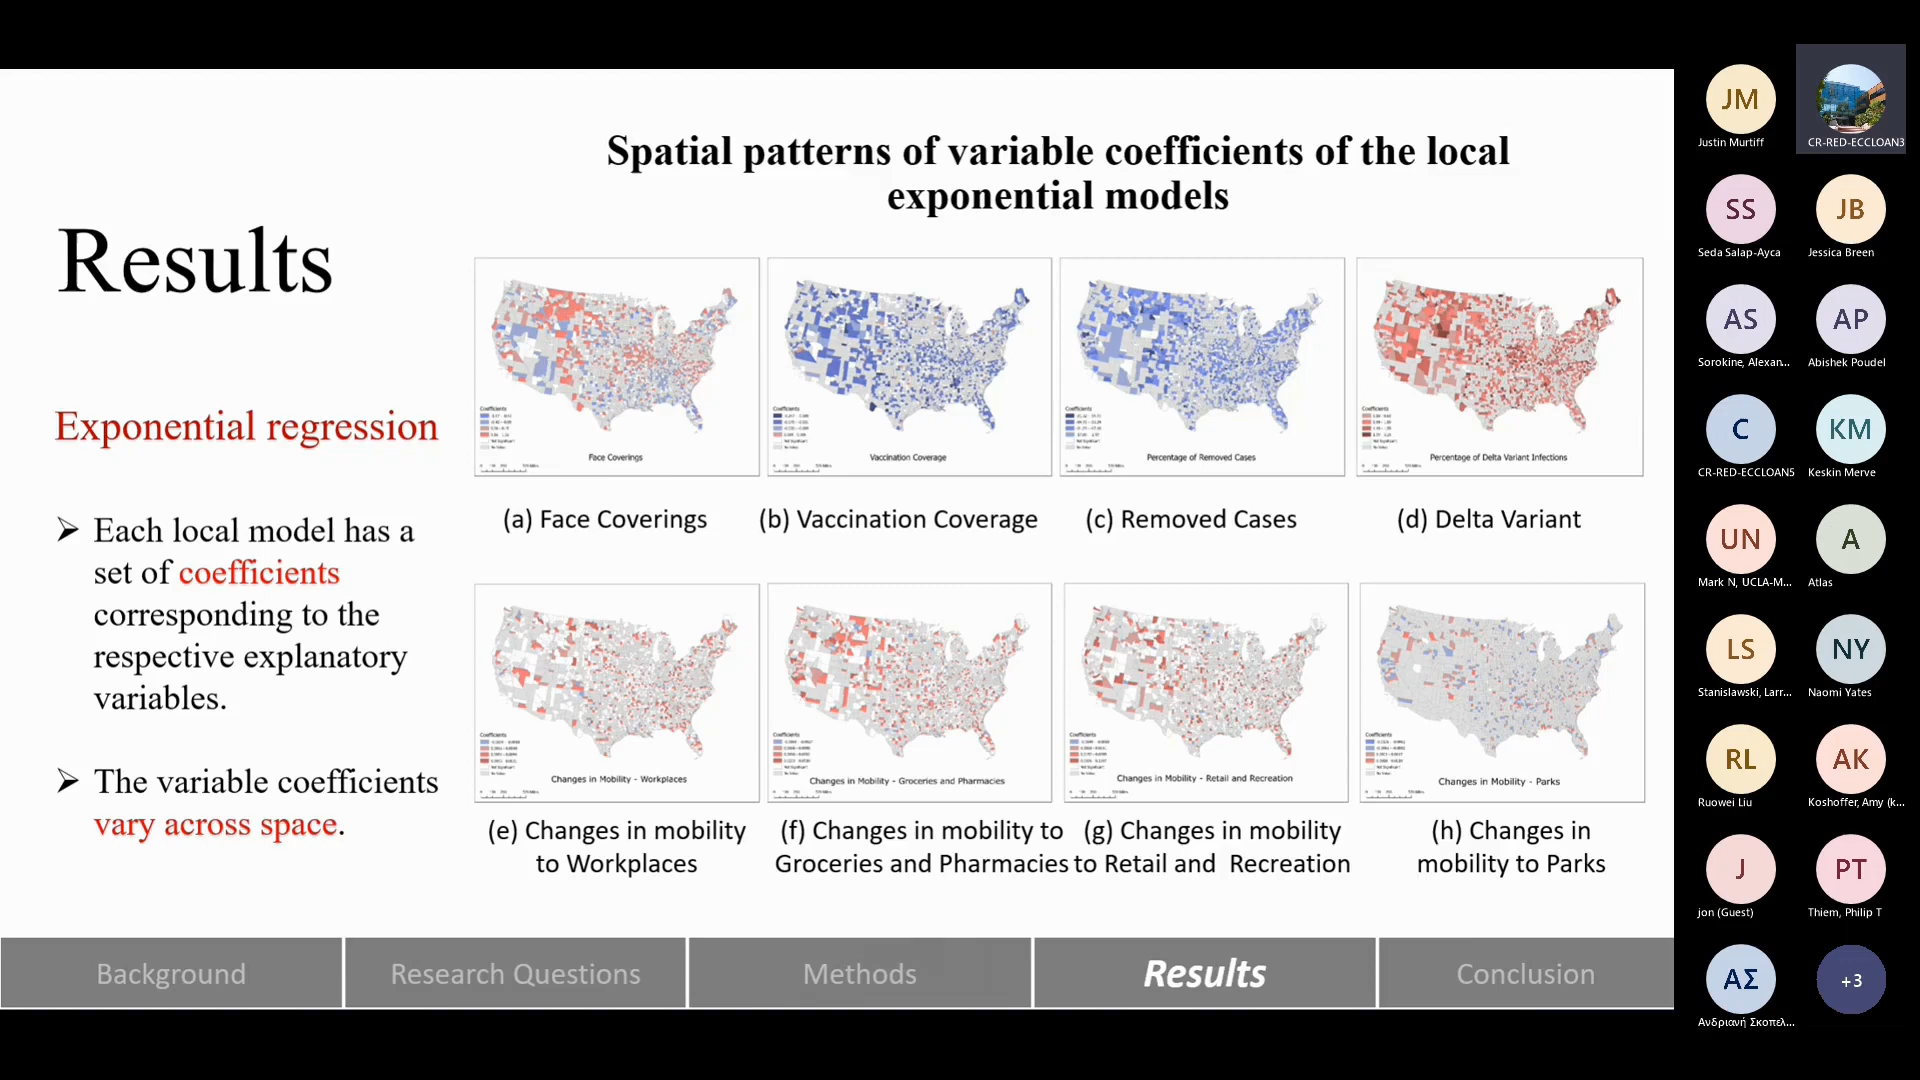 Spatial patterns of variable coefficients of the local
exponential models
Results
Exponential regression
➤ Each local model has a
set of coefficients
corresponding to the
respective explanatory
variables.
➤ The variable coefficients
vary across space.
Coefficients
Face Coverings
Coefficients
Vaccination Coverage
Coefficients
Percentage of Removed Cases
Coefficients
Percentage of Delta Variant Infections
(a) Face Coverings
(b) Vaccination Coverage
(c) Removed Cases
(d) Delta Variant
Coefficients
Changes in Mobility - Workplaces
Coefficients
Changes in Mobility - Groceries and Pharmacies
Coefficients
Changes in Mobility - Retail and Recreation
Coefficients
Changes in Mobility - Parks
(e) Changes in mobility
to Workplaces
(f) Changes in mobility to
Groceries and Pharmacies
(g) Changes in mobility
to Retail and Recreation
(h) Changes in
mobility to Parks
Background
Research Questions
Methods
Results
Conclusion
JM
Justin Murtiff
CR-RED-ECCLOAN3
SS
Seda Salap-Ayca
JB
Jessica Breen
AS
Sorokine, Alexan...
AP
Abishek Poudel
C
CR-RED-ECCLOAN5
KM
Keskin Merve
UN
Mark N, UCLA-M...
A
Atlas
LS
Stanislawski, Larr...
NY
Naomi Yates
RL
Ruowei Liu
AK
Koshoffer, Amy (k...
J
jon (Guest)
PT
Thiem, Philip T
ΑΣ
Ανδριανή Σκοπελ...
+3